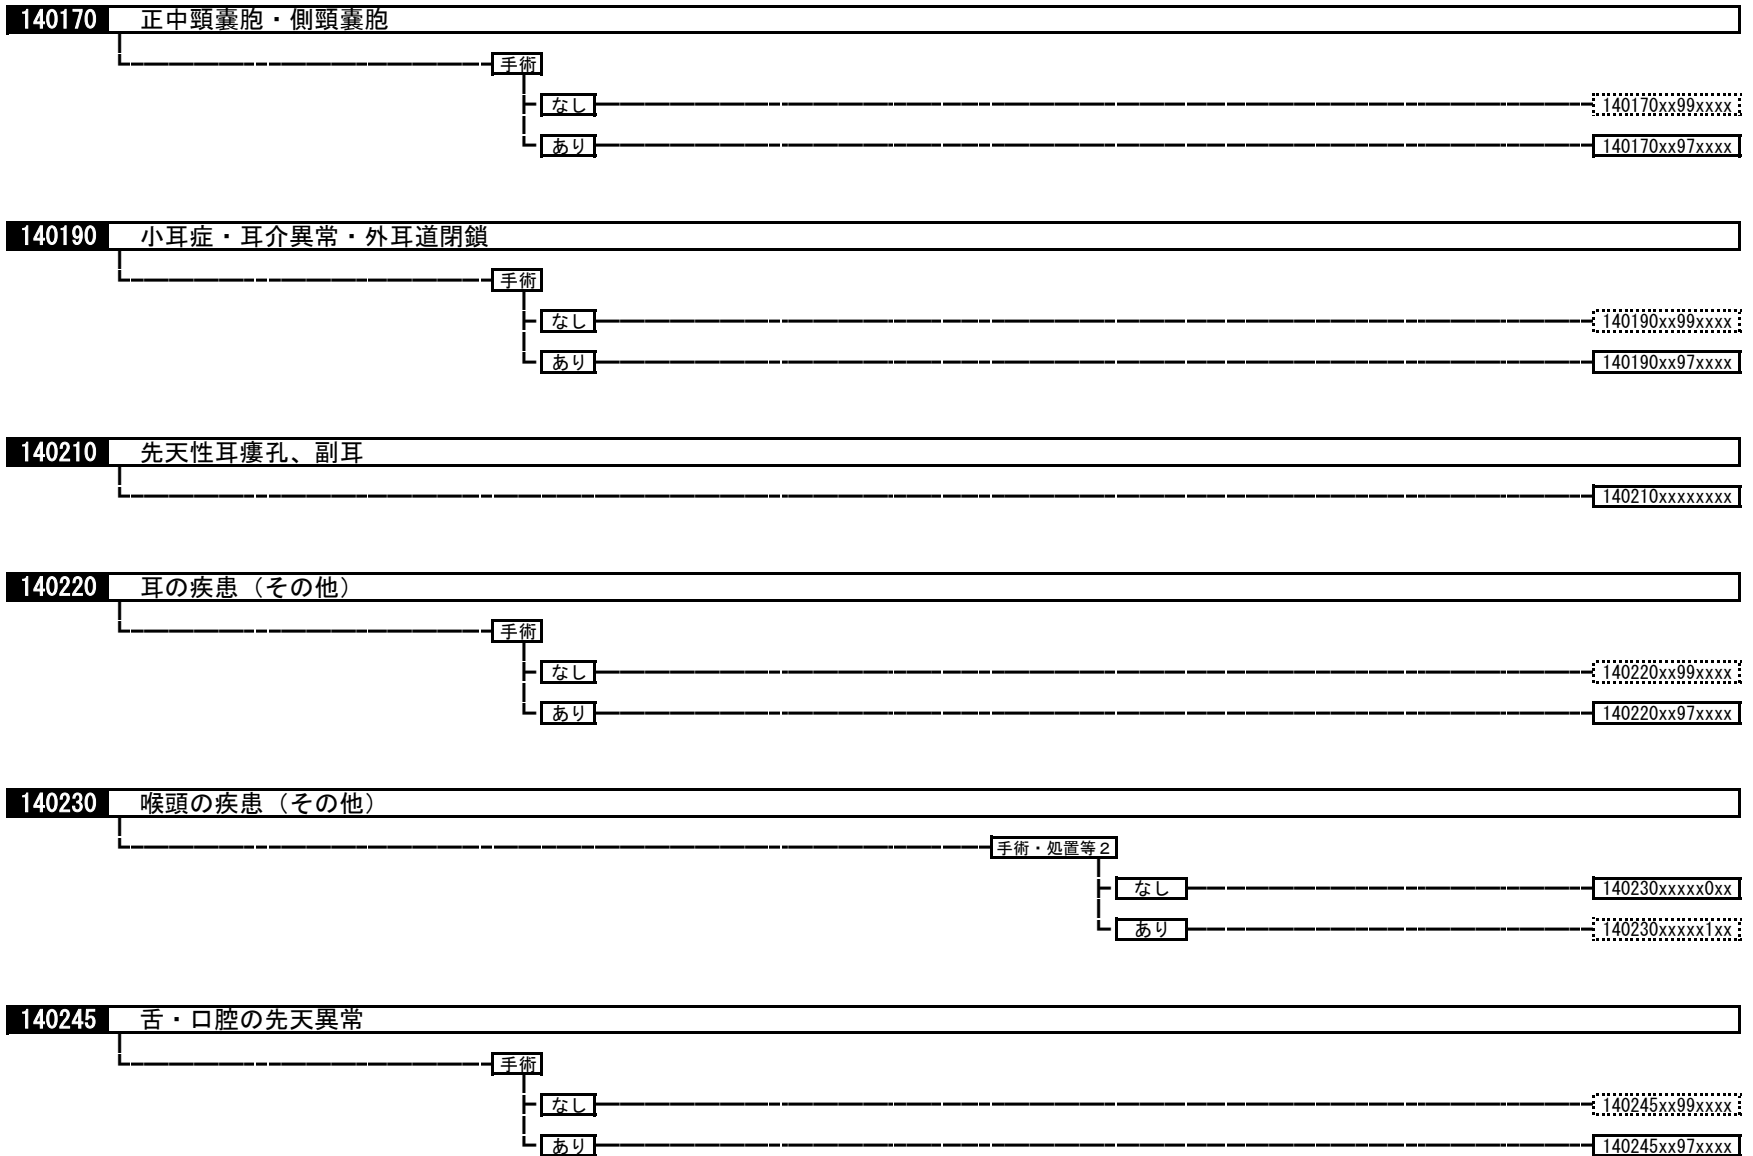 140170 正中頸嚢胞・側頸嚢胞
手術
なし 140170xx99xxxx
あり 140170xx97xxxx
140190 小耳症・耳介異常・外耳道閉鎖
手術
なし 140190xx99xxxx
あり 140190xx97xxxx
140210 先天性耳瘻孔、副耳
140210xxxxxxxx
140220 耳の疾患（その他）
手術
なし 140220xx99xxxx
あり 140220xx97xxxx
140230 喉頭の疾患（その他）
手術・処置等２
なし 140230xxxxx0xx
あり 140230xxxxx1xx
140245 舌・口腔の先天異常
手術
なし 140245xx99xxxx
あり 140245xx97xxxx